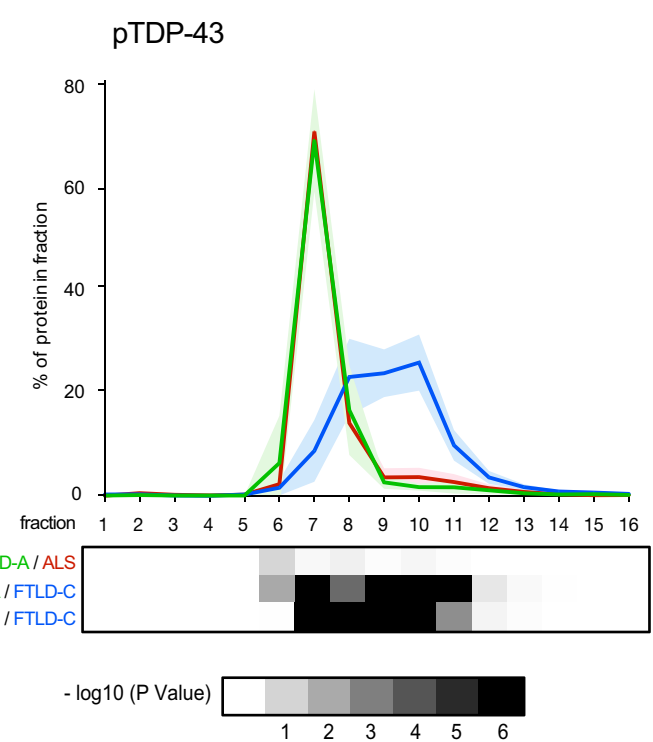 pTDP-43
80
60
40
20
0
% of protein in fraction
fraction 1 2 3 4 5 6 7 8 9 10 11 12 13 14 15 16
D-A / ALS
/ FTLD-C
/ FTLD-C
- log10 (P Value)
1 2 3 4 5 6